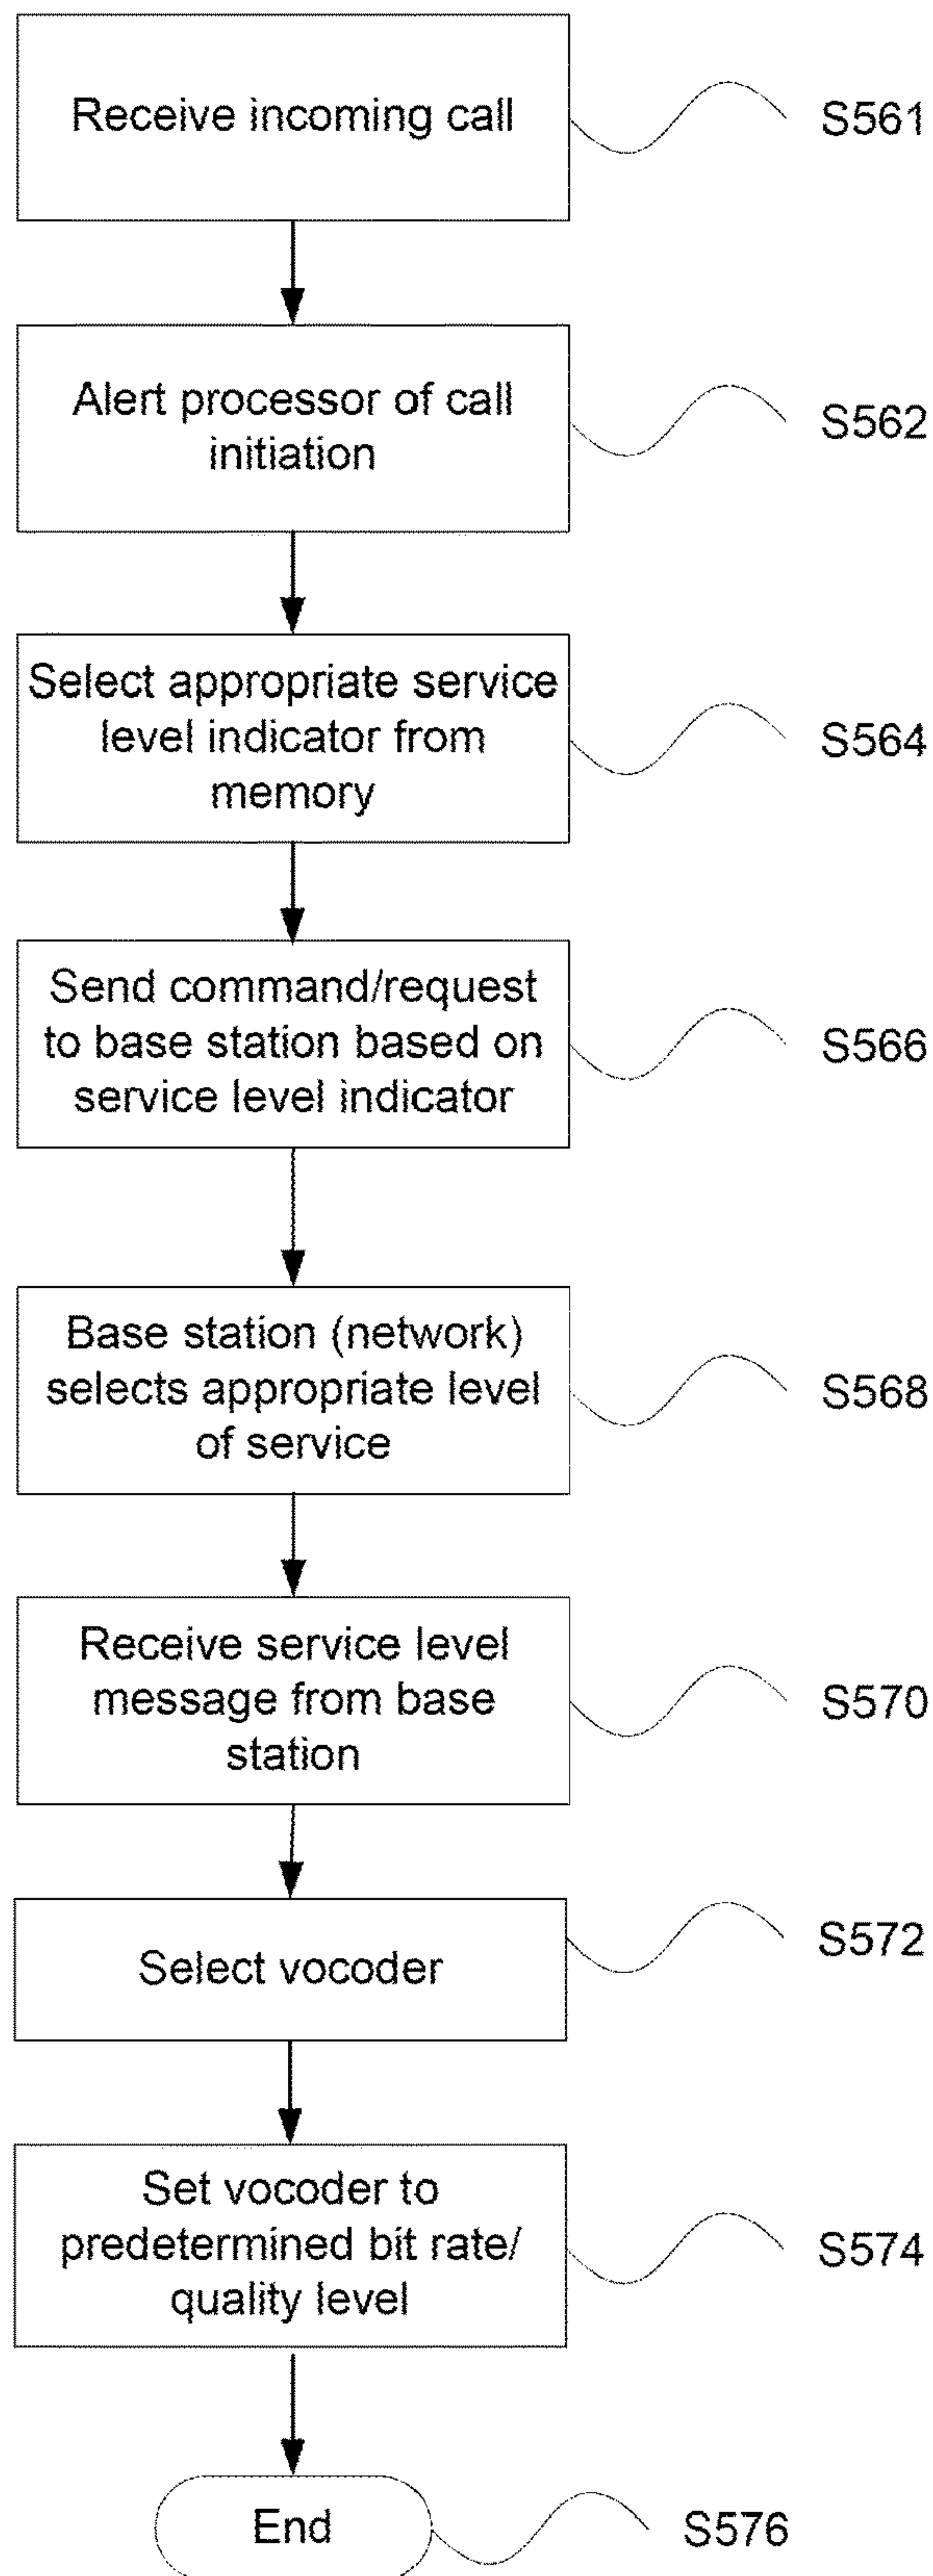 Receive incoming call
S561
Alert processor of call
initiation
S562
Select appropriate service
level indicator from
memory
S564
Send command/request
to base station based on
service level indicator
S566
Base station (network)
selects appropriate level
of service
S568
Receive service level
message from base
station
S570
Select vocoder
S572
Set vocoder to
predetermined bit rate/
quality level
S574
End
S576